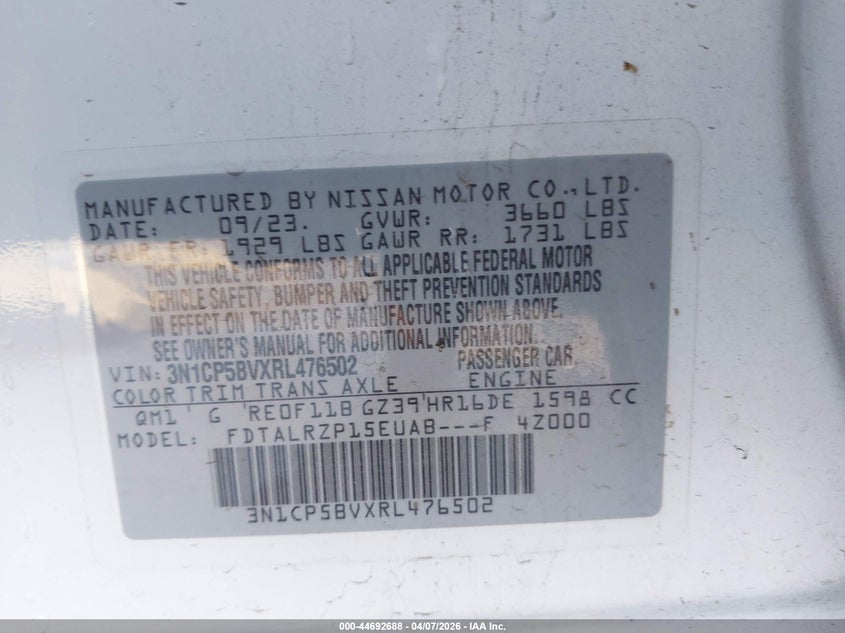 MANUFACTURED BY NISSAN MOTOR CO., LTD.
DATE: 09/23. GVWR: 3660 LBS
GAWR FR: 1929 LBS GAWR RR: 1731 LBS
THIS VEHICLE CONFORMS TO ALL APPLICABLE FEDERAL MOTOR
VEHICLE SAFETY, BUMPER AND THEFT PREVENTION STANDARDS
IN EFFECT ON THE DATE OF MANUFACTURE SHOWN ABOVE.
SEE OWNER'S MANUAL FOR ADDITIONAL INFORMATION.
VIN: 3N1CP5BVXRL476502 PASSENGER CAR
COLOR TRIM TRANS AXLE ENGINE
QM1 G RE0F11B GZ39 HR16DE 1598 CC
MODEL: FDTALRZP15EUAB---F 4Z000
3N1CP5BVXRL476502
000-44692688 - 04/07/2026 - IAA Inc.